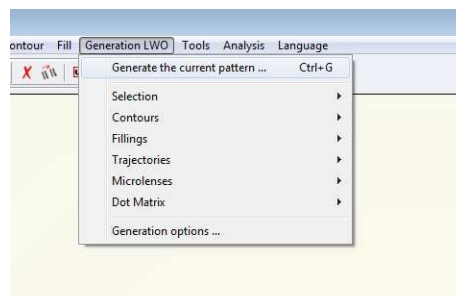 ontour Fill Generation LWO Tools Analysis Language
Generate the current pattern ... Ctrl+G
Selection
Contours
Fillings
Trajectories
Microlenses
Dot Matrix
Generation options ...